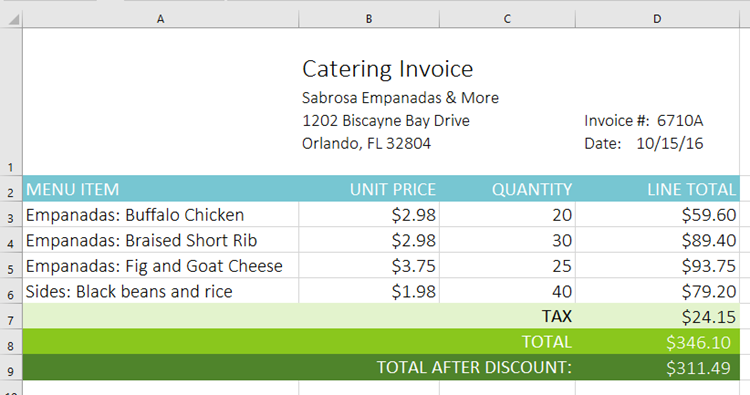 A B C D
Catering Invoice
Sabrosa Empanadas & More
1202 Biscayne Bay Drive Invoice #: 6710A
Orlando, FL 32804 Date: 10/15/16
1
2 MENU ITEM UNIT PRICE QUANTITY LINE TOTAL
3 Empanadas: Buffalo Chicken $2.98 20 $59.60
4 Empanadas: Braised Short Rib $2.98 30 $89.40
5 Empanadas: Fig and Goat Cheese $3.75 25 $93.75
6 Sides: Black beans and rice $1.98 40 $79.20
7 TAX $24.15
8 TOTAL $346.10
9 TOTAL AFTER DISCOUNT: $311.49